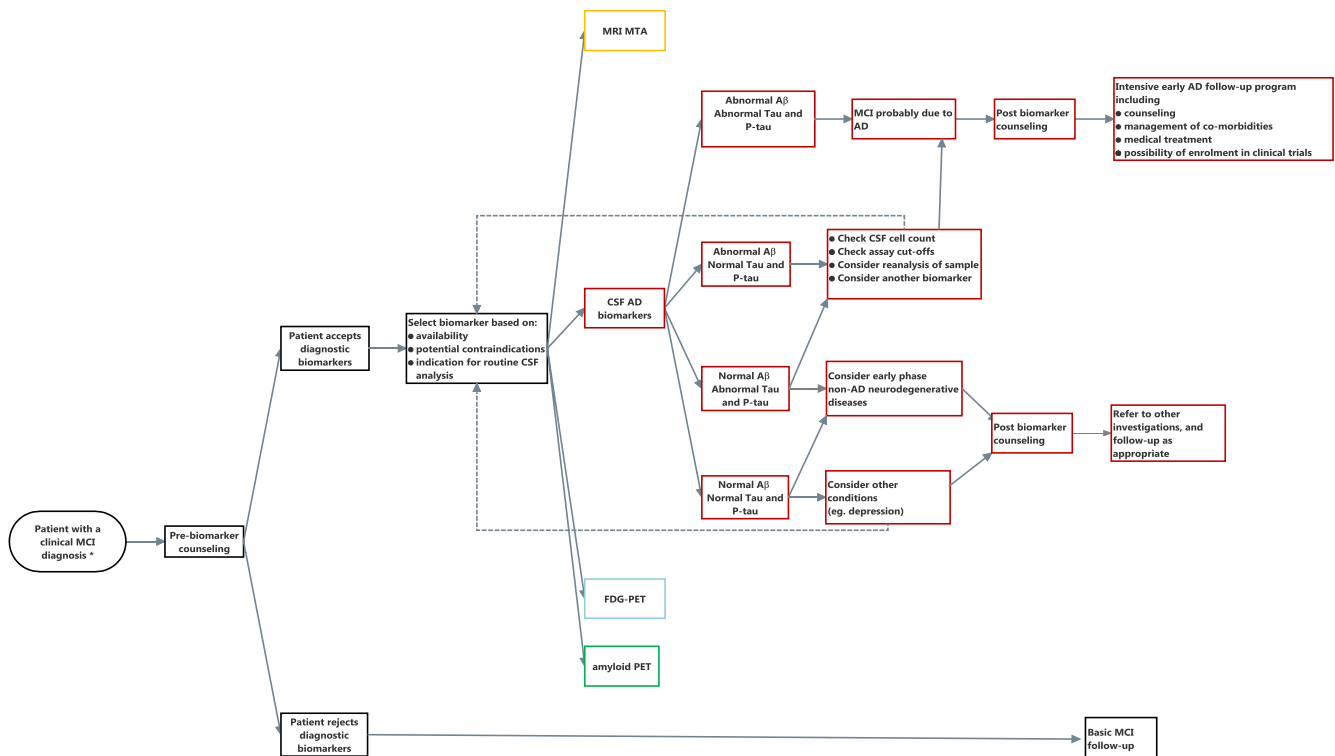 MRI MTA
Abnormal Aβ
Abnormal Tau and
P-tau
MCI probably due to
AD
Post biomarker
counseling
Intensive early AD follow-up program
including
● counseling
● management of co-morbidities
● medical treatment
● possibility of enrolment in clinical trials
Abnormal Aβ
Normal Tau and
P-tau
● Check CSF cell count
● Check assay cut-offs
● Consider reanalysis of sample
● Consider another biomarker
CSF AD
biomarkers
Patient accepts
diagnostic
biomarkers
Select biomarker based on:
● availability
● potential contraindications
● indication for routine CSF
analysis
Normal Aβ
Abnormal Tau
and P-tau
Consider early phase
non-AD neurodegenerative
diseases
Post biomarker
counseling
Refer to other
investigations, and
follow-up as
appropriate
Normal Aβ
Normal Tau and
P-tau
Consider other
conditions
(eg. depression)
Patient with a
clinical MCI
diagnosis *
Pre-biomarker
counseling
FDG-PET
amyloid PET
Patient rejects
diagnostic
biomarkers
Basic MCI
follow-up